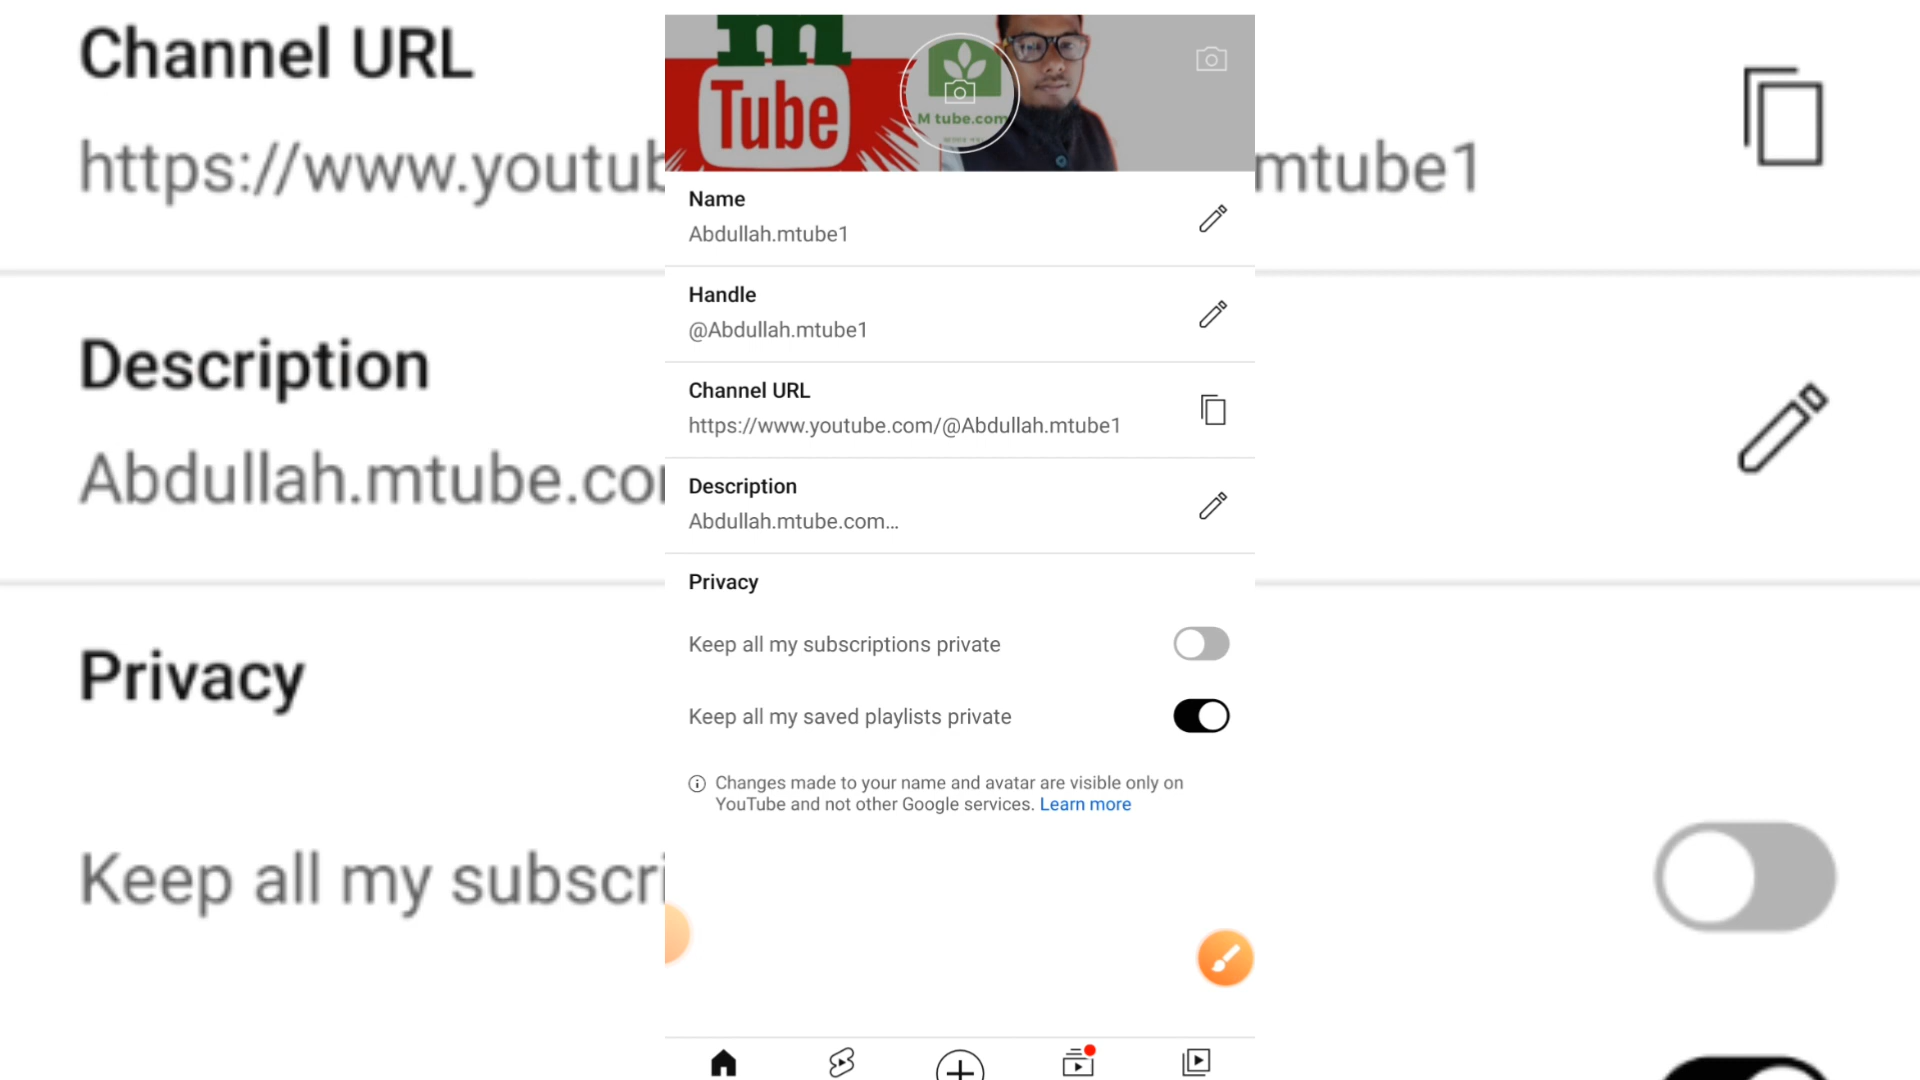 m
Tube
M tube.com
Name
Abdullah.mtube1
Handle
@Abdullah.mtube1
Channel URL
https://www.youtube.com/@Abdullah.mtube1
Description
Abdullah.mtube.com...
Privacy
Keep all my subscriptions private
Keep all my saved playlists private
Changes made to your name and avatar are visible only on
YouTube and not other Google services. Learn more
Channel URL
https://www.youtub
mtube1
Description
Abdullah.mtube.co
Privacy
Keep all my subscri